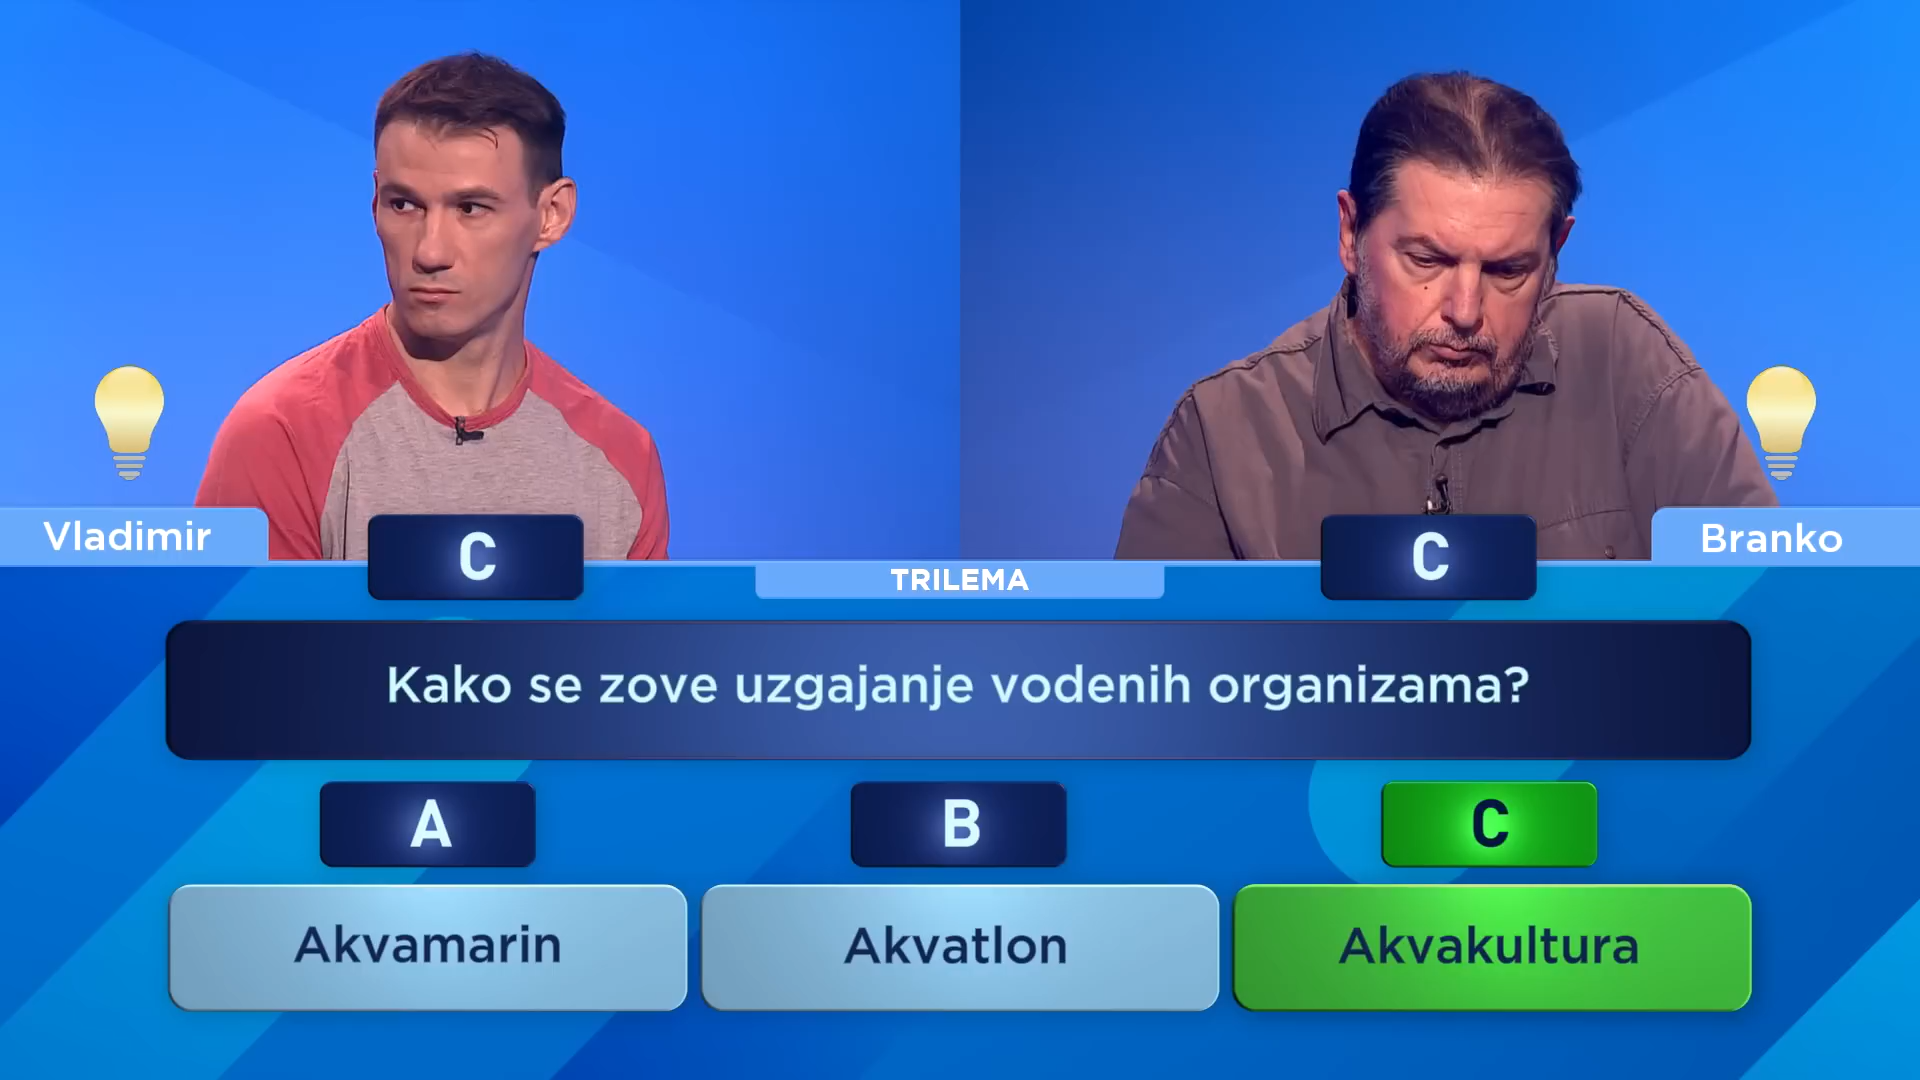 Vladimir
Branko
C
C
TRILEMA
Kako se zove uzgajanje vodenih organizama?
A
B
C
Akvamarin
Akvatlon
Akvakultura